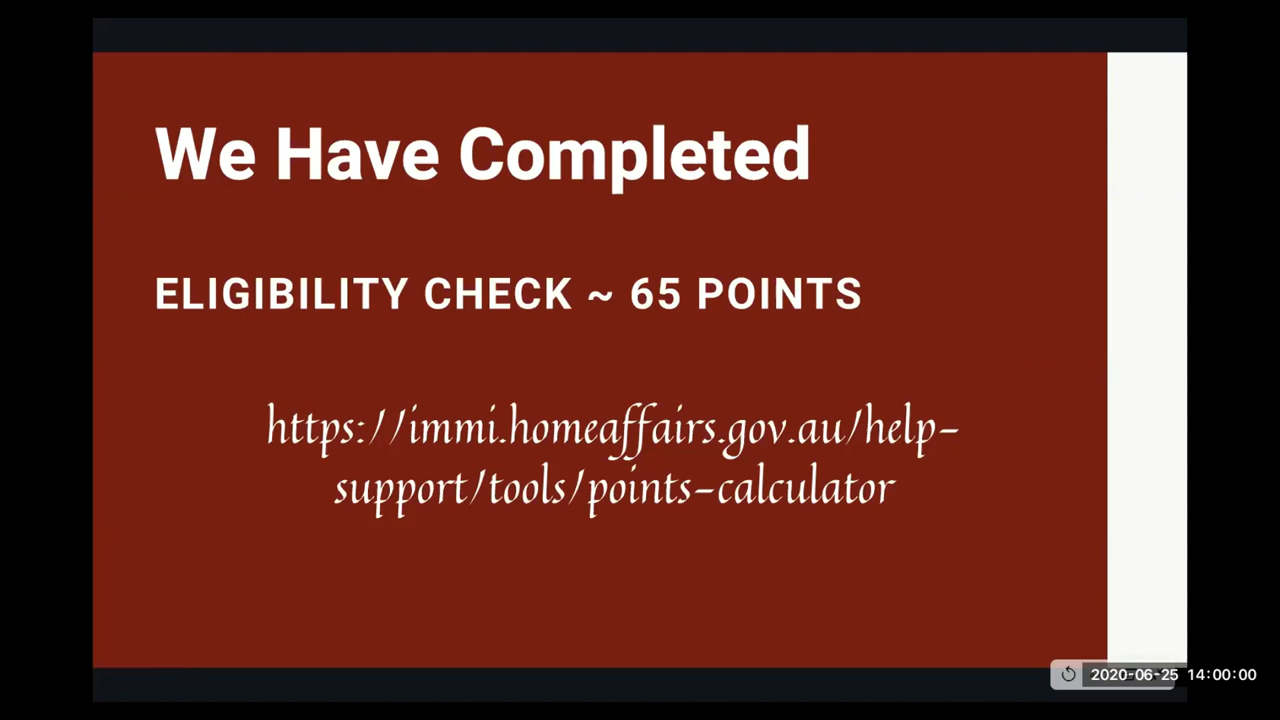 We Have Completed
ELIGIBILITY CHECK ~ 65 POINTS
https://immi.homeaffairs.gov.au/help-
support/tools/points-calculator
2020-06-25 14:00:00